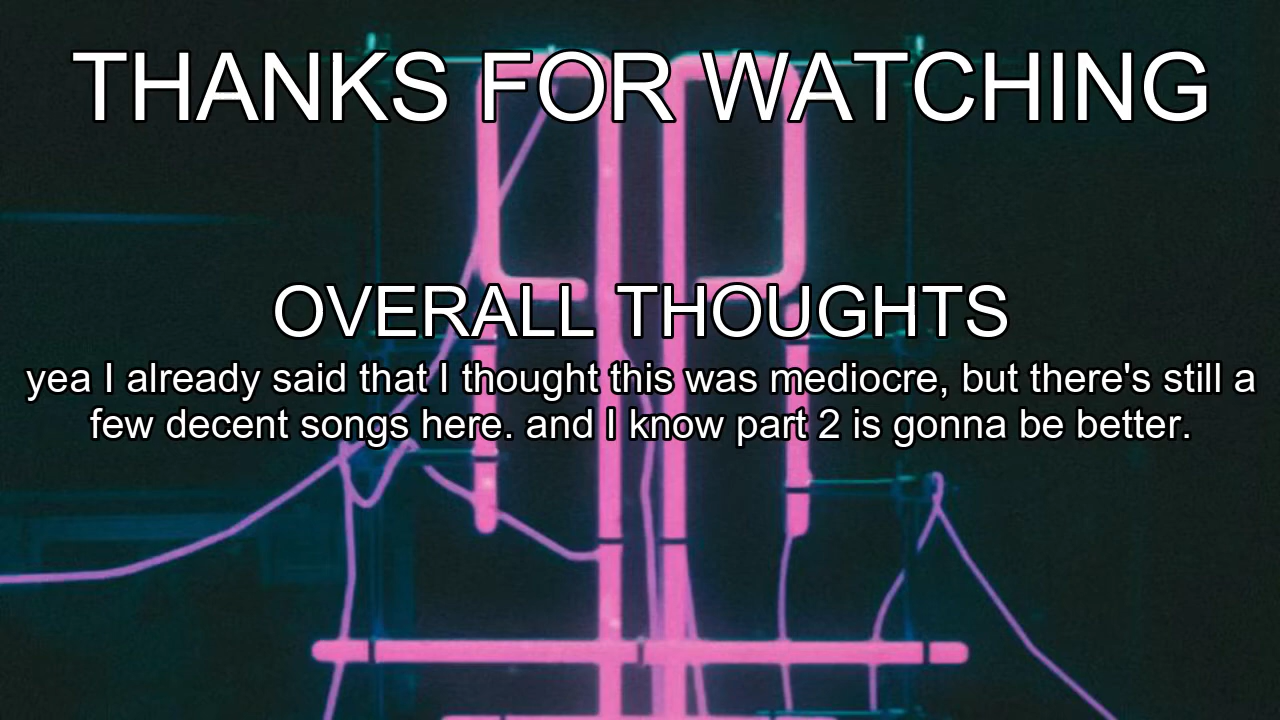 THANKS FOR WATCHING
OVERALL THOUGHTS
yea I already said that I thought this was mediocre, but there's still a
few decent songs here. and I know part 2 is gonna be better.